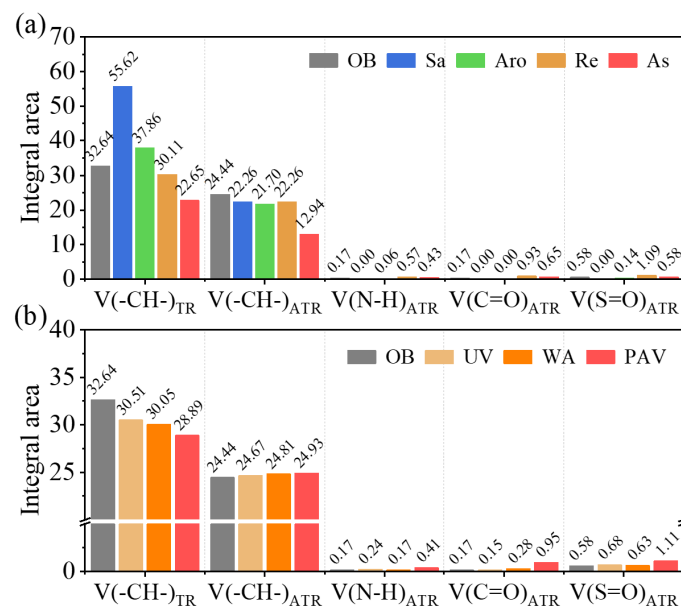 (a)
Integral area
70
60
50
40
30
20
10
0
OB Sa Aro Re As
32.64 55.62 37.86 30.11 22.65
24.44 22.26 21.70 22.26 12.94
0.17 0.00 0.06 0.57 0.43
0.17 0.00 0.00 0.93 0.65
0.58 0.00 0.14 1.09 0.58
V(-CH-)TR V(-CH-)ATR V(N-H)ATR V(C=O)ATR V(S=O)ATR
(b)
Integral area
40
35
30
25
0
OB UV WA PAV
32.64 30.51 30.05 28.89
24.44 24.67 24.81 24.93
0.17 0.24 0.17 0.41
0.17 0.15 0.28 0.95
0.58 0.68 0.63 1.11
V(-CH-)TR V(-CH-)ATR V(N-H)ATR V(C=O)ATR V(S=O)ATR